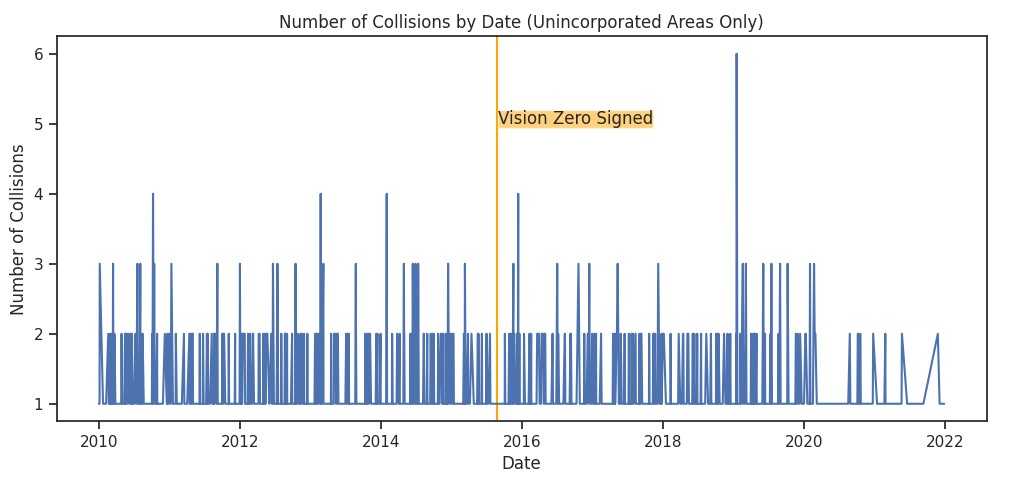 Number of Collisions by Date (Unincorporated Areas Only)
Number of Collisions
6
5
4
3
2
1
Vision Zero Signed
2010 2012 2014 2016 2018 2020 2022
Date